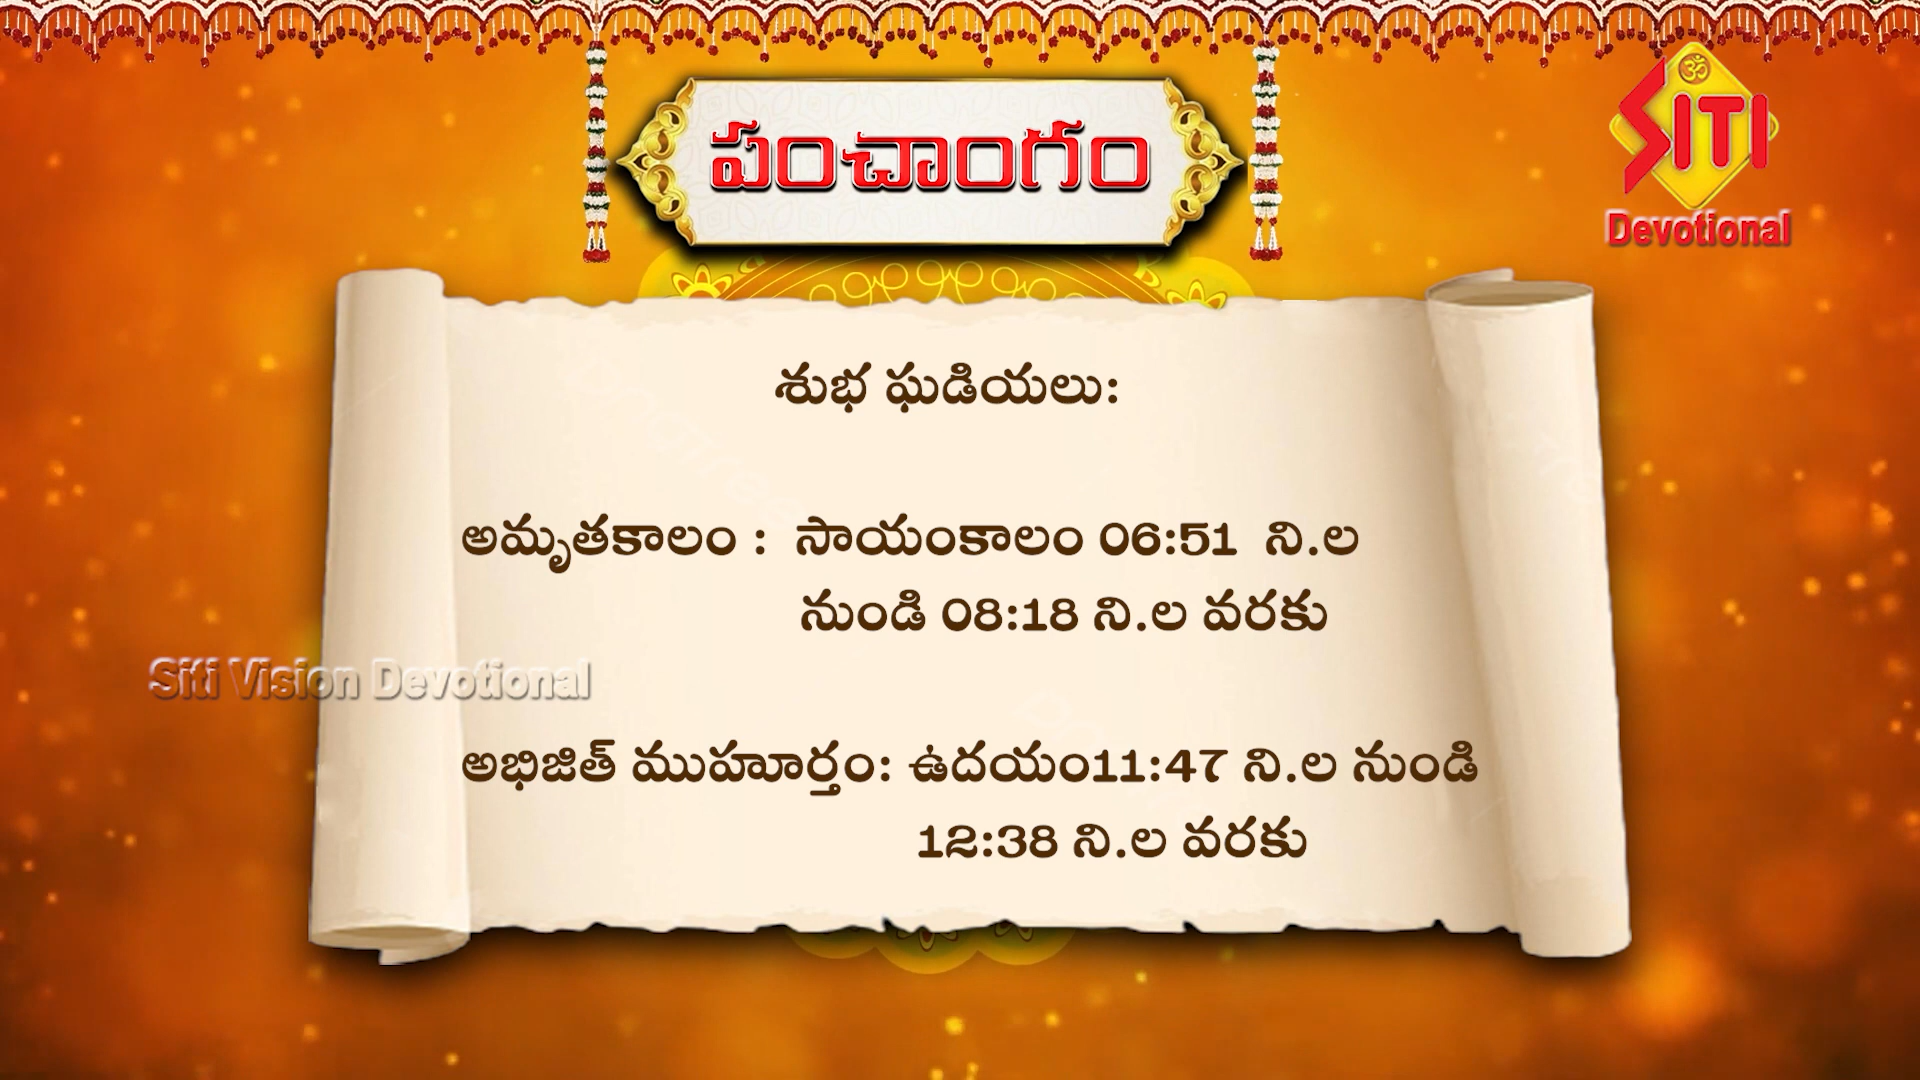 పంచాంగం
SITI
Devotional
శుభ ఘడియలు:
అమృతకాలం : సాయంకాలం 06:51 ని.ల
నుండి 08:18 ని.ల వరకు
Siti Vision Devotional
అభిజిత్ ముహూర్తం: ఉదయం11:47 ని.ల నుండి
12:38 ని.ల వరకు